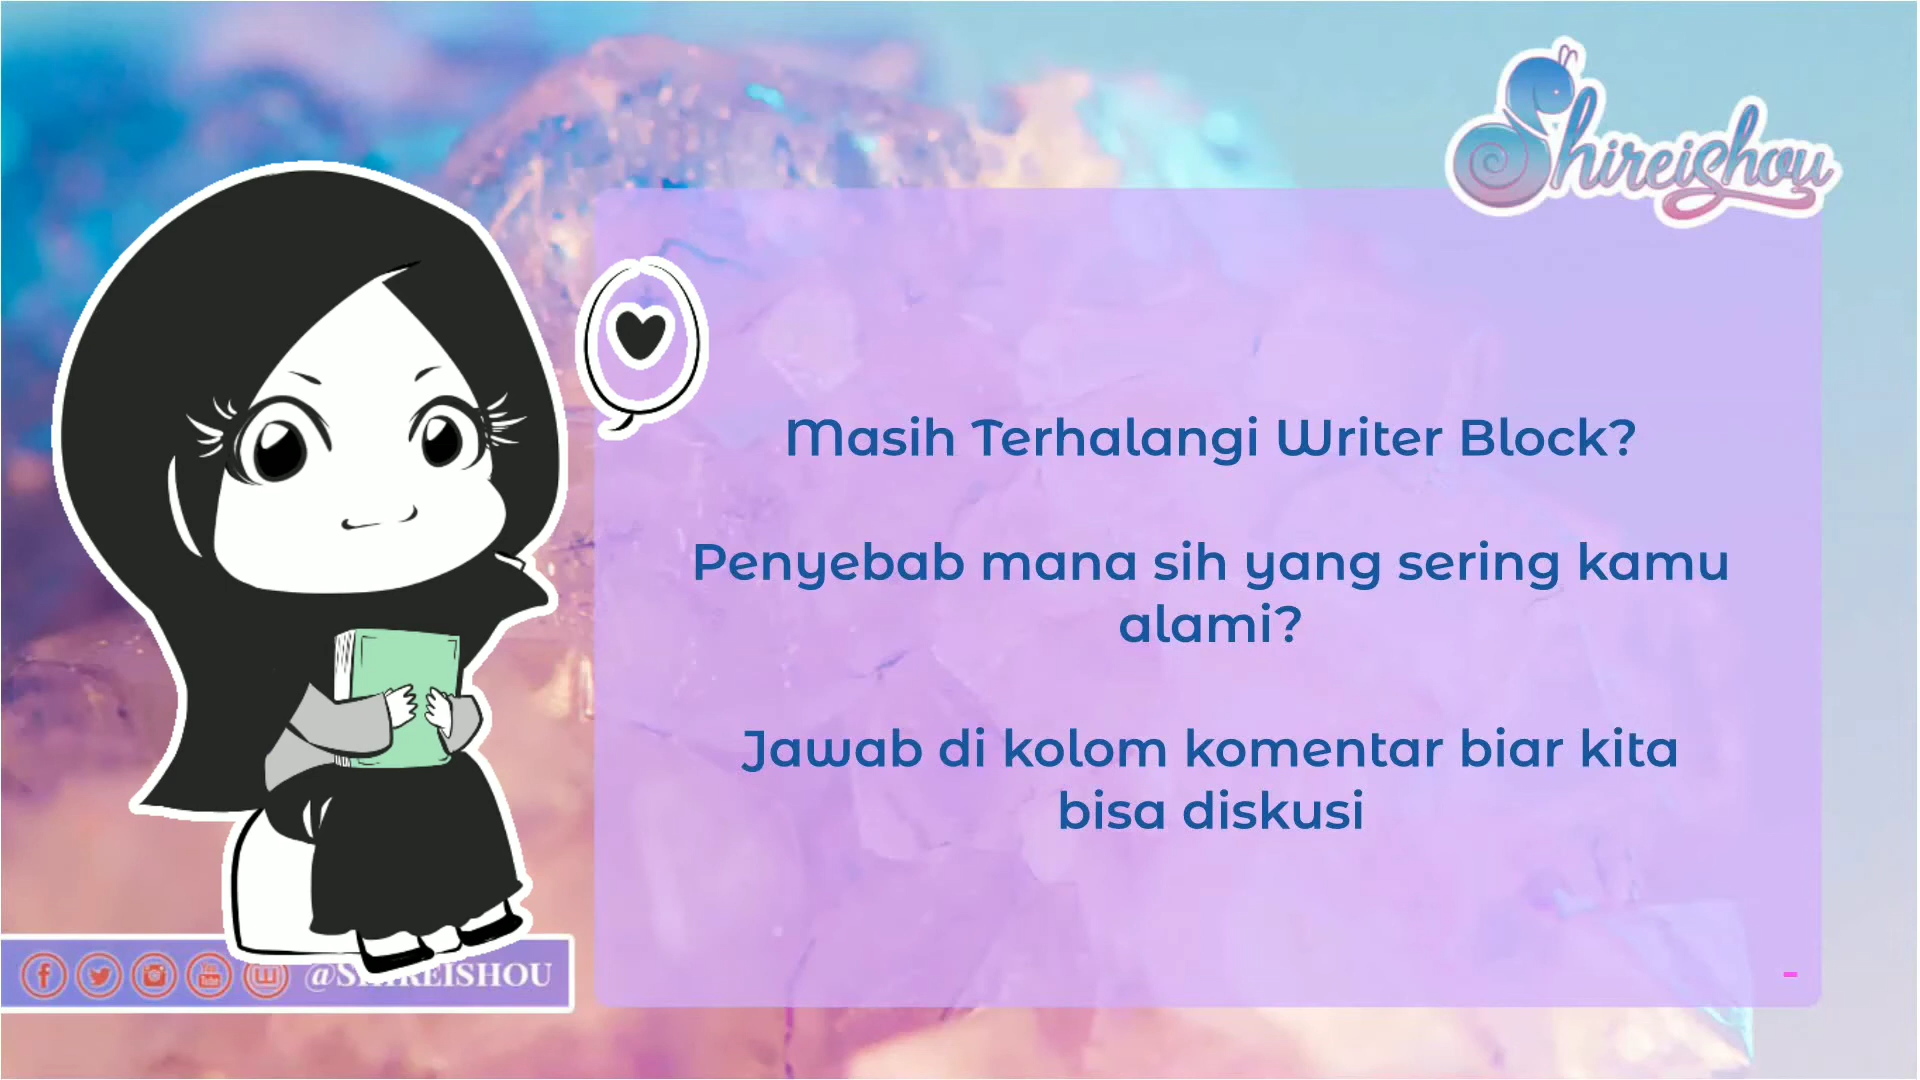 Shireishou
Masih Terhalangi Writer Block?
Penyebab mana sih yang sering kamu
alami?
Jawab di kolom komentar biar kita
bisa diskusi
@SHIREISHOU